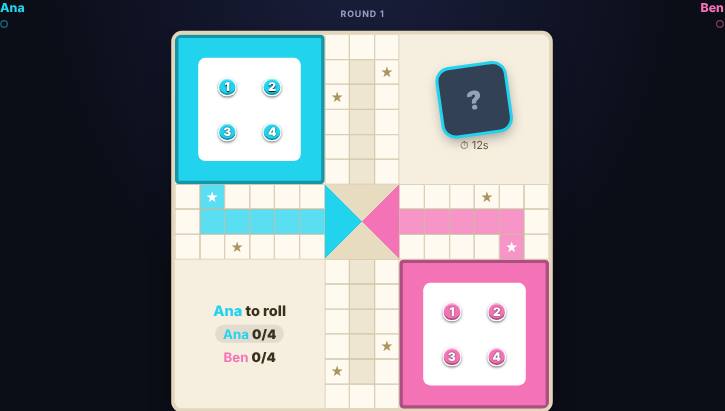 Ana
ROUND 1
Ben
1 2
3 4
?
⏱ 12s
Ana to roll
Ana 0/4
Ben 0/4
1 2
3 4